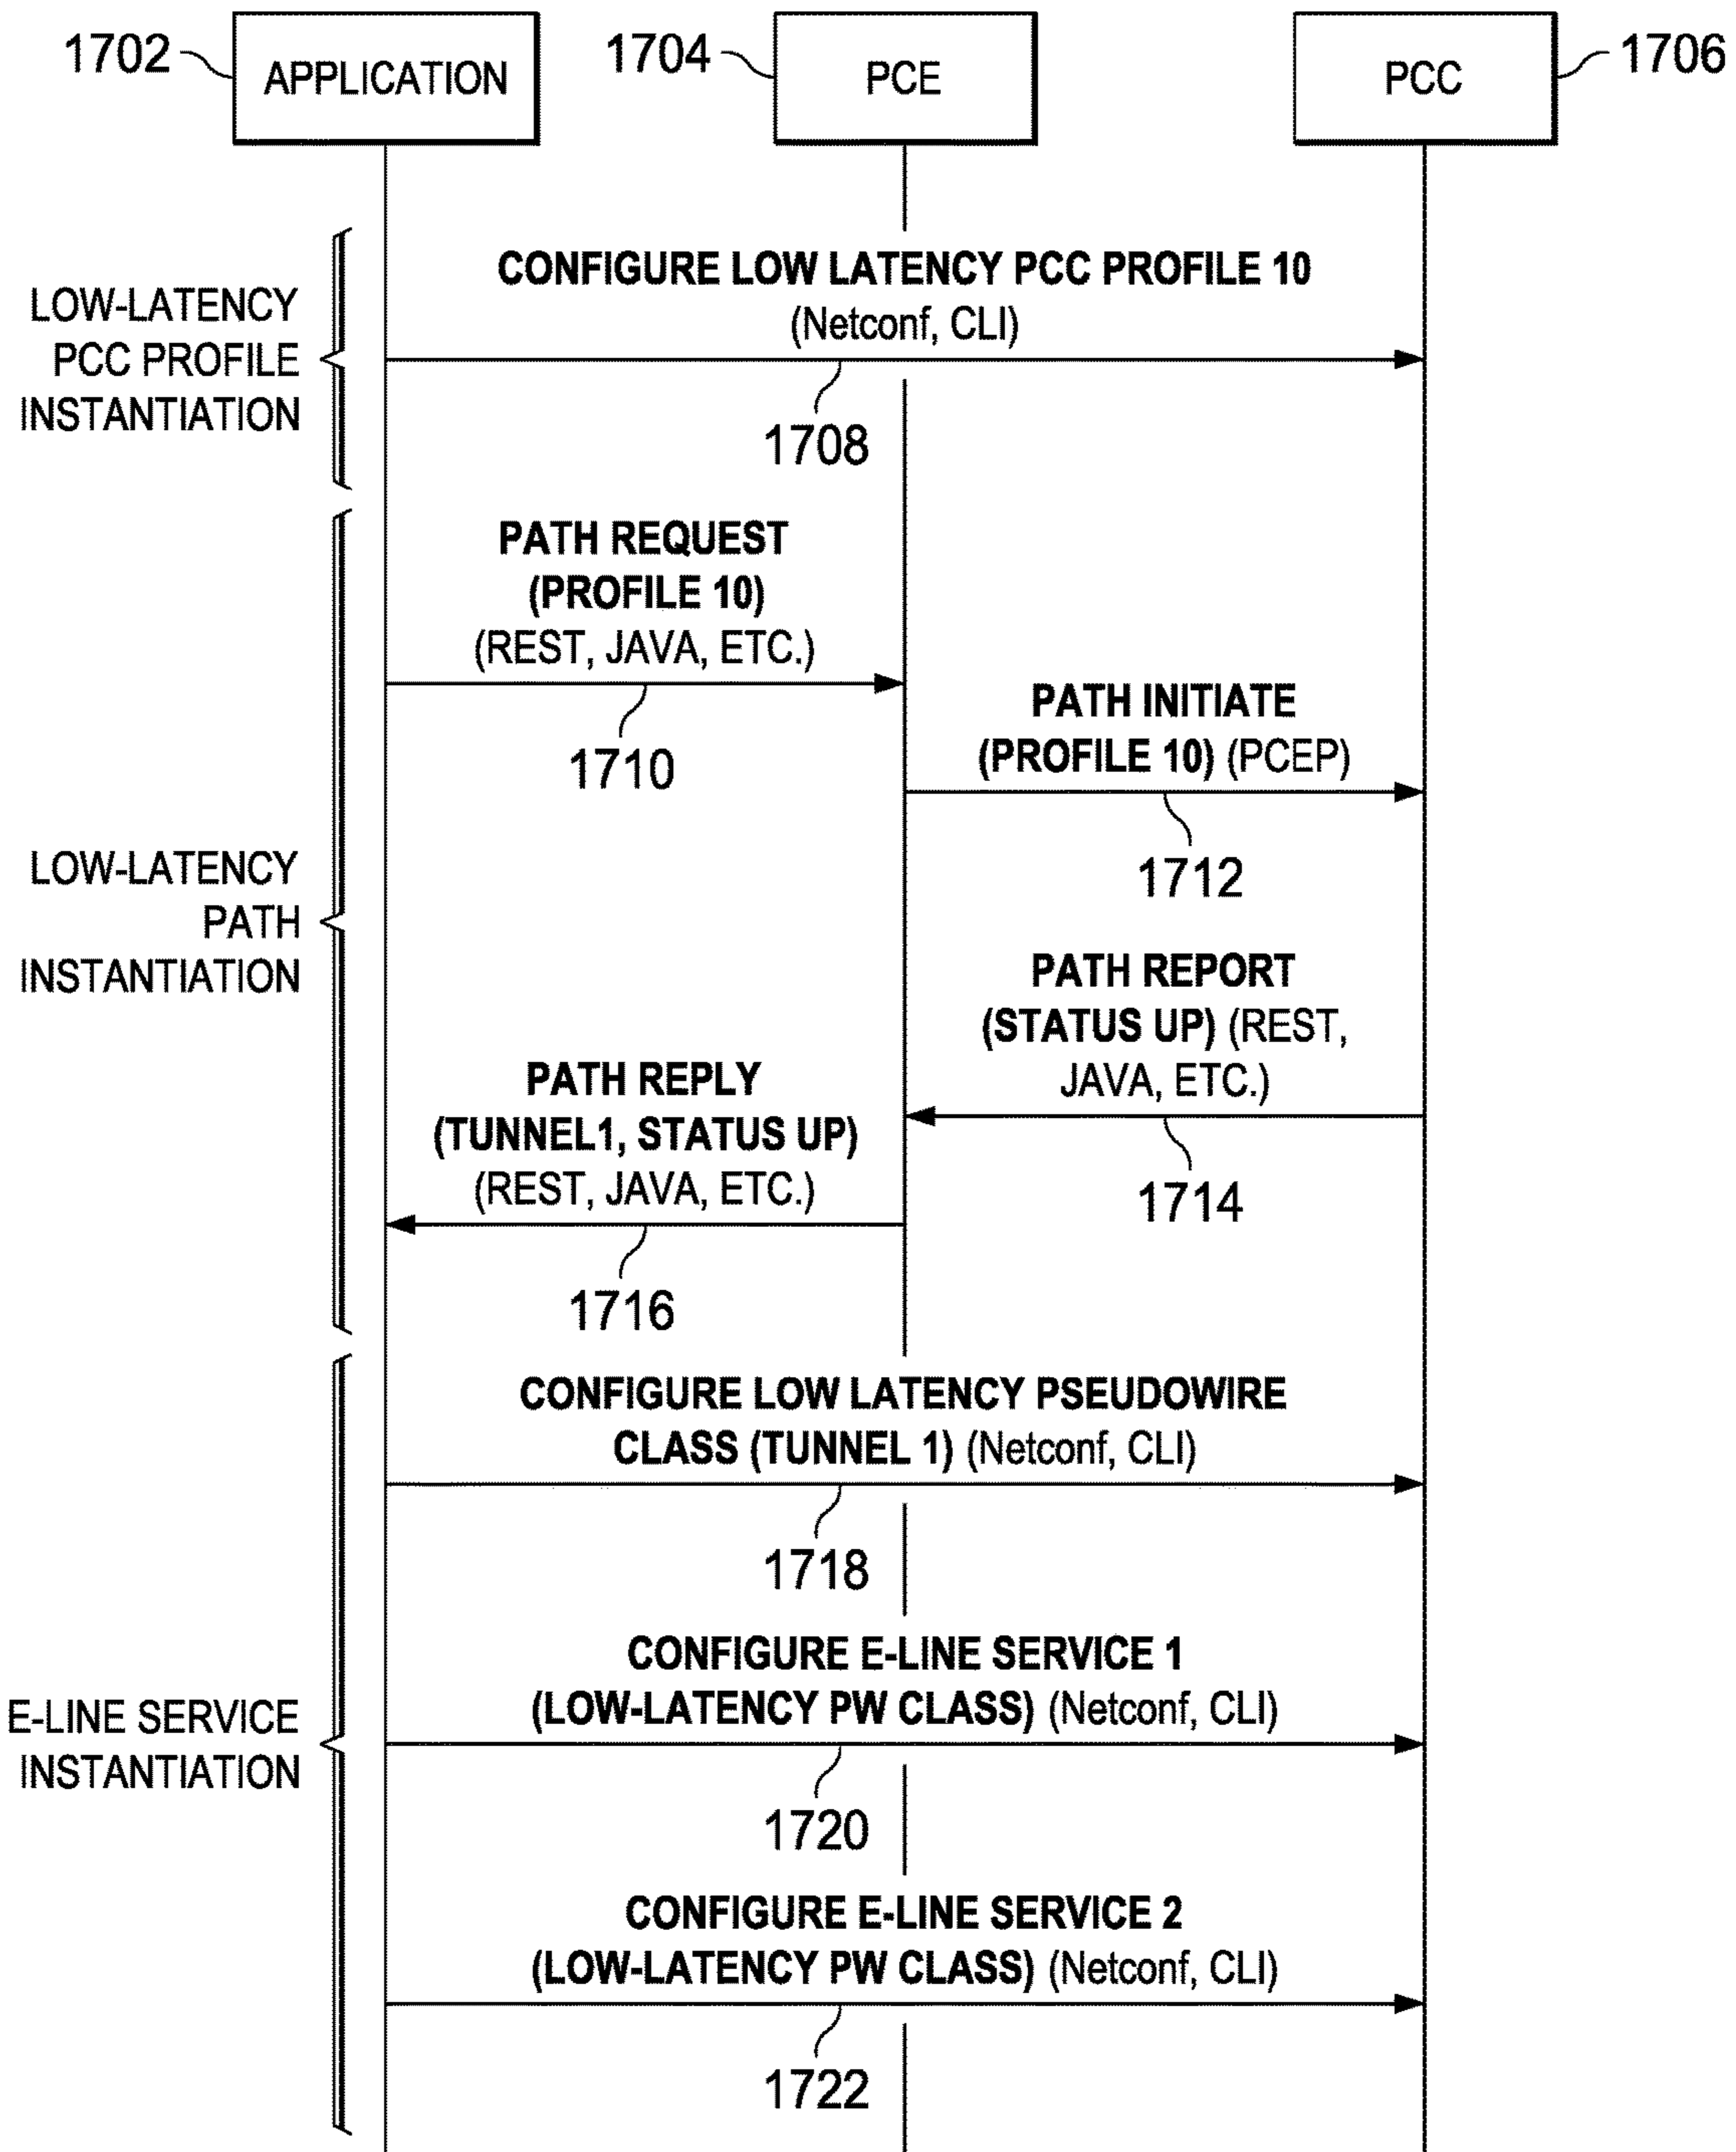 1702
APPLICATION
1704
PCE
PCC
1706
LOW-LATENCY
PCC PROFILE
INSTANTIATION
CONFIGURE LOW LATENCY PCC PROFILE 10
(Netconf, CLI)
1708
LOW-LATENCY
PATH
INSTANTIATION
PATH REQUEST
(PROFILE 10)
(REST, JAVA, ETC.)
1710
PATH INITIATE
(PROFILE 10) (PCEP)
1712
PATH REPORT
(STATUS UP) (REST,
JAVA, ETC.)
1714
PATH REPLY
(TUNNEL1, STATUS UP)
(REST, JAVA, ETC.)
1716
E-LINE SERVICE
INSTANTIATION
CONFIGURE LOW LATENCY PSEUDOWIRE
CLASS (TUNNEL 1) (Netconf, CLI)
1718
CONFIGURE E-LINE SERVICE 1
(LOW-LATENCY PW CLASS) (Netconf, CLI)
1720
CONFIGURE E-LINE SERVICE 2
(LOW-LATENCY PW CLASS) (Netconf, CLI)
1722